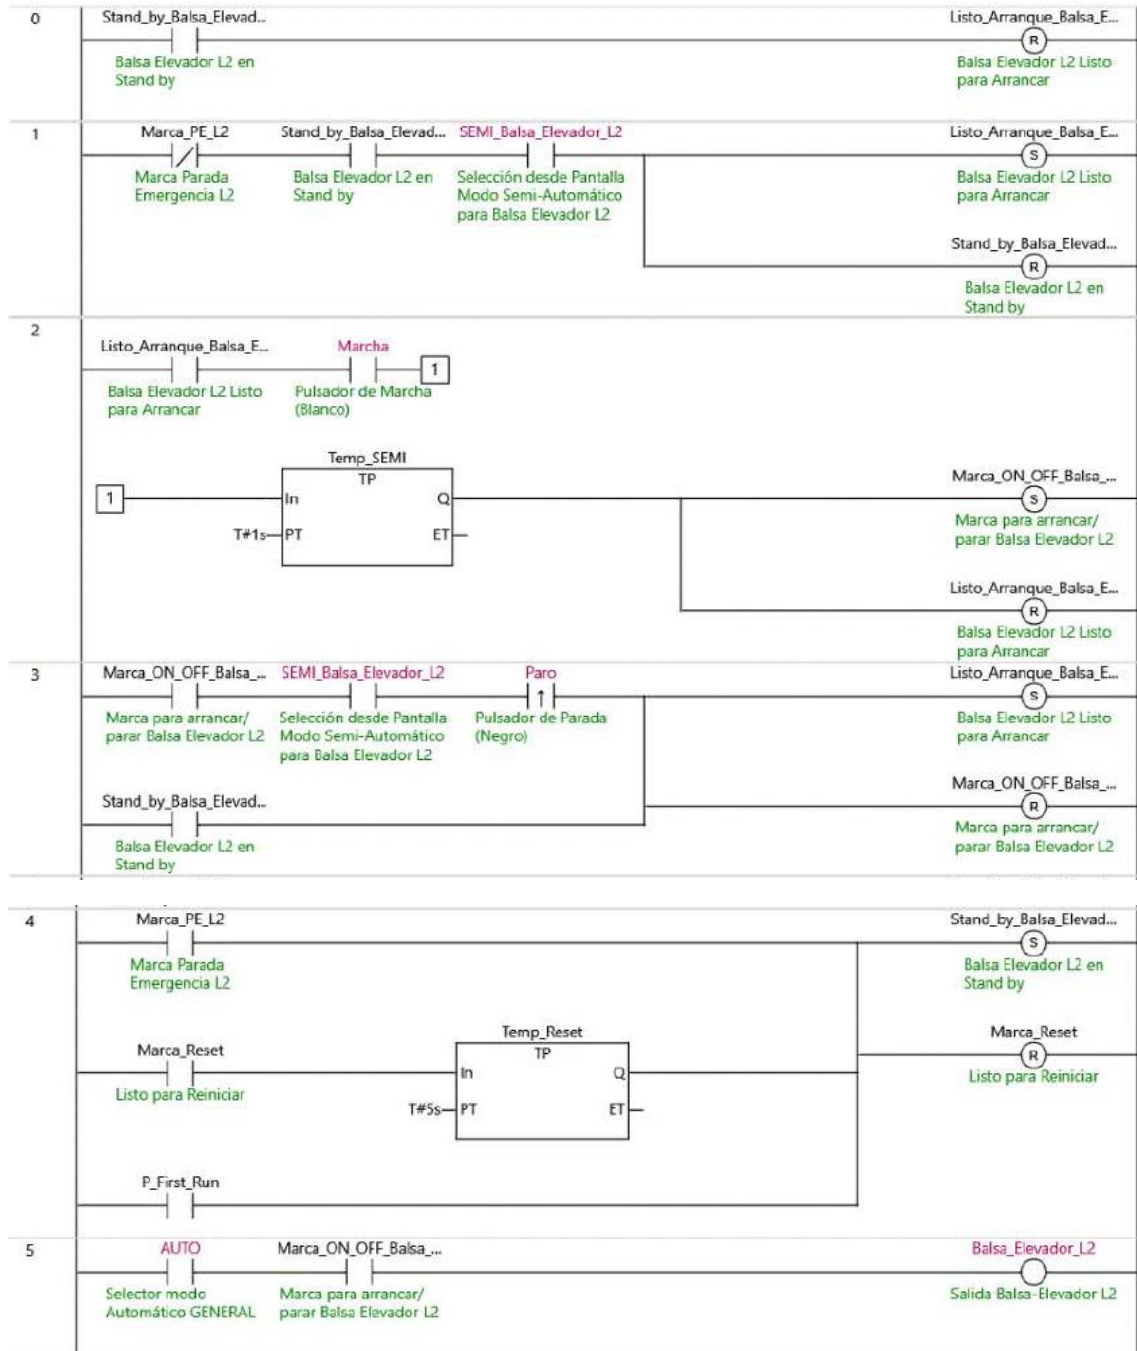 0
Stand_by_Balsa_Elevad...
Listo_Arranque_Balsa_E...
R
Balsa Elevador L2 en
Stand by
Balsa Elevador L2 Listo
para Arrancar
1
Marca_PE_L2
Stand_by_Balsa_Elevad...
SEMI_Balsa_Elevador_L2
Listo_Arranque_Balsa_E...
S
Marca Parada
Emergencia L2
Balsa Elevador L2 en
Stand by
Selección desde Pantalla
Modo Semi-Automático
para Balsa Elevador L2
Balsa Elevador L2 Listo
para Arrancar
Stand_by_Balsa_Elevad...
R
Balsa Elevador L2 en
Stand by
2
Listo_Arranque_Balsa_E...
Marcha
1
Balsa Elevador L2 Listo
para Arrancar
Pulsador de Marcha
(Blanco)
Temp_SEMI
TP
1
In
Q
T#1s
PT
ET
Marca_ON_OFF_Balsa_...
S
Marca para arrancar/
parar Balsa Elevador L2
Listo_Arranque_Balsa_E...
R
Balsa Elevador L2 Listo
para Arrancar
3
Marca_ON_OFF_Balsa_...
SEMI_Balsa_Elevador_L2
Paro
Listo_Arranque_Balsa_E...
S
Marca para arrancar/
parar Balsa Elevador L2
Selección desde Pantalla
Modo Semi-Automático
para Balsa Elevador L2
Pulsador de Parada
(Negro)
Balsa Elevador L2 Listo
para Arrancar
Stand_by_Balsa_Elevad...
Balsa Elevador L2 en
Stand by
Marca_ON_OFF_Balsa_...
R
Marca para arrancar/
parar Balsa Elevador L2
4
Marca_PE_L2
Stand_by_Balsa_Elevad...
S
Marca Parada
Emergencia L2
Balsa Elevador L2 en
Stand by
Marca_Reset
Listo para Reiniciar
Temp_Reset
TP
In
Q
T#5s
PT
ET
Marca_Reset
R
Listo para Reiniciar
P_First_Run
5
AUTO
Marca_ON_OFF_Balsa_...
Balsa_Elevador_L2
Selector modo
Automático GENERAL
Marca para arrancar/
parar Balsa Elevador L2
Salida Balsa-Elevador L2